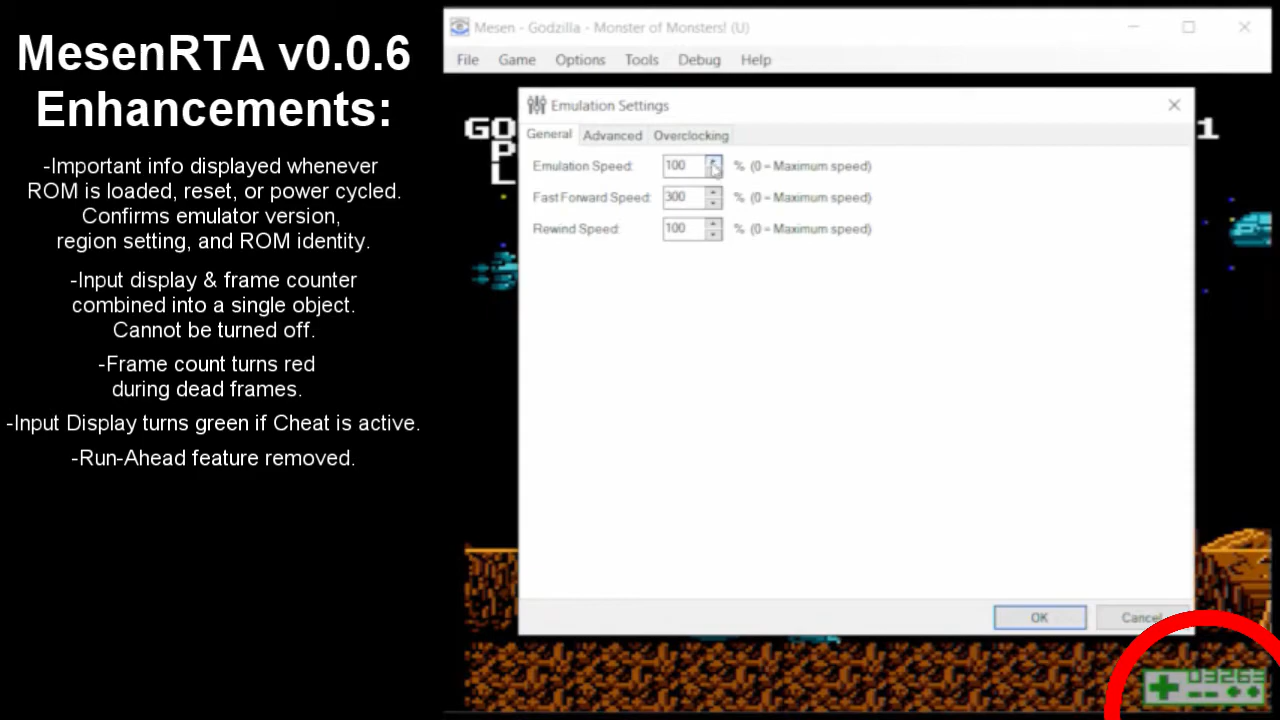 MesenRTA v0.0.6
Enhancements:
-Important info displayed whenever
ROM is loaded, reset, or power cycled.
Confirms emulator version,
region setting, and ROM identity.
-Input display & frame counter
combined into a single object.
Cannot be turned off.
-Frame count turns red
during dead frames.
-Input Display turns green if Cheat is active.
-Run-Ahead feature removed.
Mesen - Godzilla - Monster of Monsters! (U)
File Game Options Tools Debug Help
GO
1
P
L
Emulation Settings
General Advanced Overclocking
Emulation Speed: 100 % (0 = Maximum speed)
Fast Forward Speed: 300 % (0 = Maximum speed)
Rewind Speed: 100 % (0 = Maximum speed)
OK Cancel